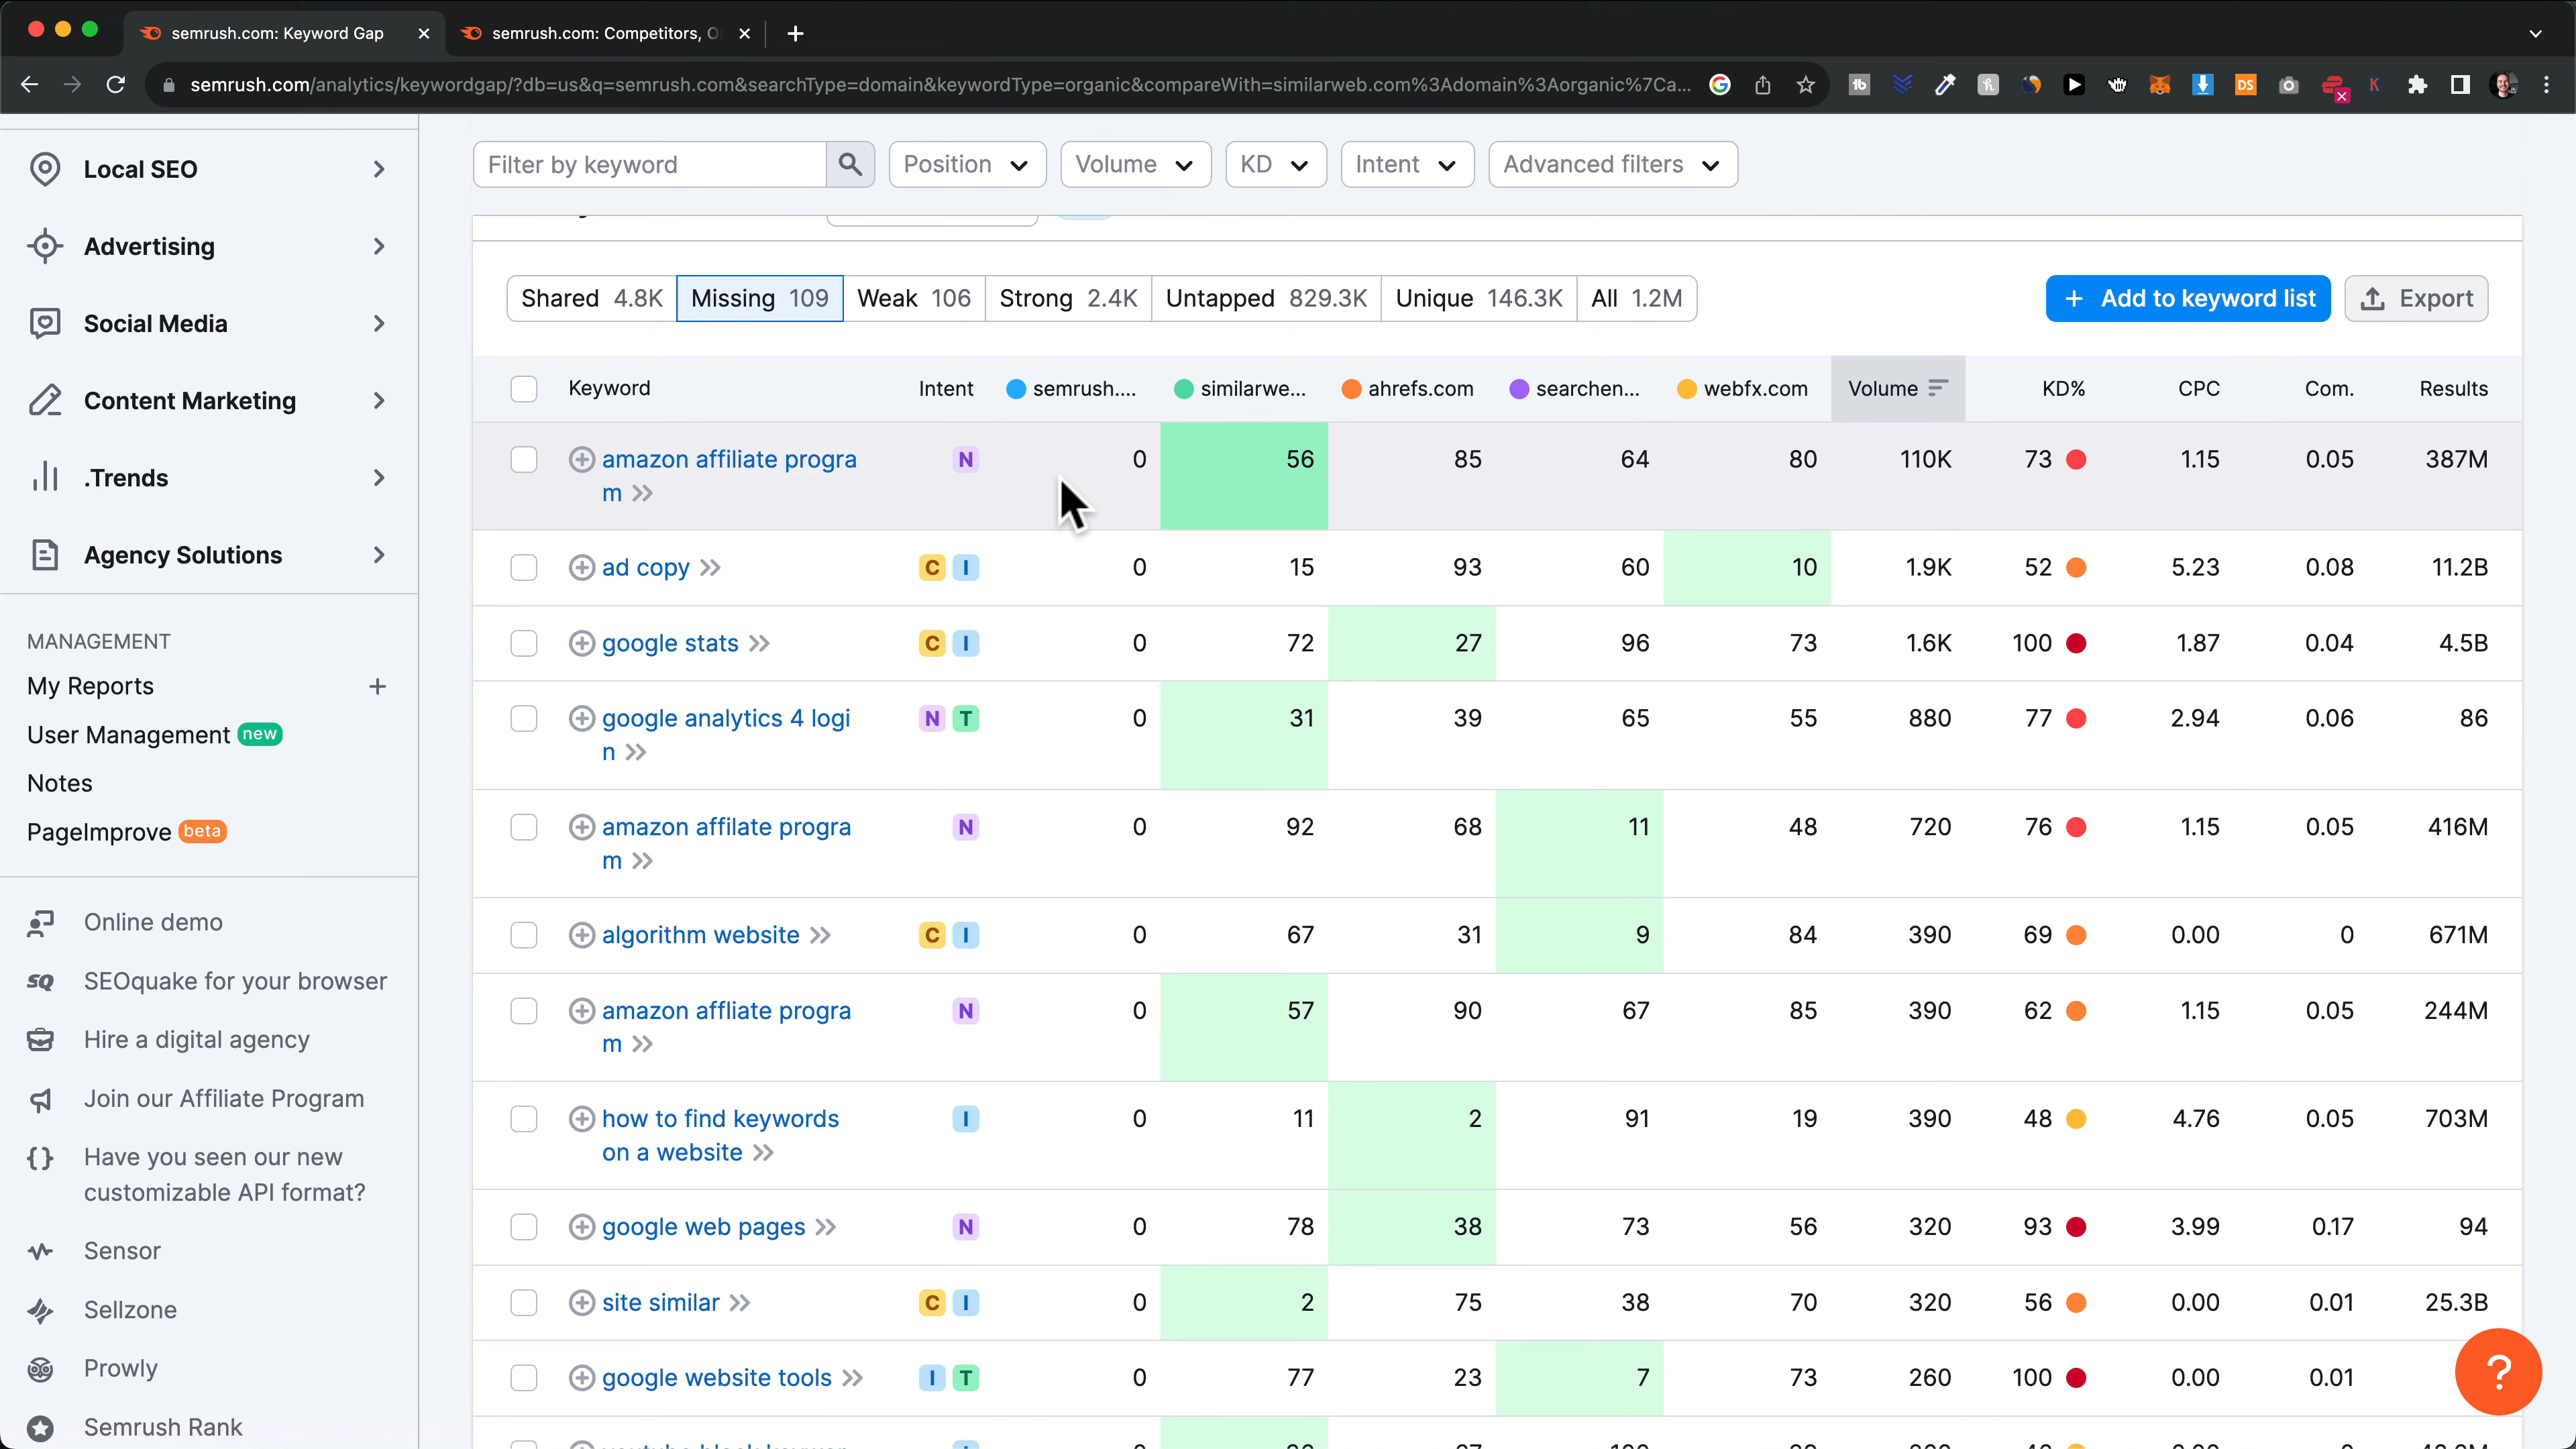 semrush.com: Keyword Gap
semrush.com: Competitors, O
semrush.com/analytics/keywordgap/?db=us&q=semrush.com&searchType=domain&keywordType=organic&compareWith=similarweb.com%3Adomain%3Aorganic%7Ca...
Local SEO
Advertising
Social Media
Content Marketing
.Trends
Agency Solutions
MANAGEMENT
My Reports +
User Management new
Notes
PageImprove beta
Online demo
SEOquake for your browser
Hire a digital agency
Join our Affiliate Program
Have you seen our new
customizable API format?
Sensor
Sellzone
Prowly
Semrush Rank
Filter by keyword Position Volume KD Intent Advanced filters
Shared 4.8K Missing 109 Weak 106 Strong 2.4K Untapped 829.3K Unique 146.3K All 1.2M + Add to keyword list Export
Keyword Intent semrush.... similarwe... ahrefs.com searchen... webfx.com Volume KD% CPC Com. Results
amazon affiliate progra N 0 56 85 64 80 110K 73 1.15 0.05 387M
m
ad copy C I 0 15 93 60 10 1.9K 52 5.23 0.08 11.2B
google stats C I 0 72 27 96 73 1.6K 100 1.87 0.04 4.5B
google analytics 4 logi N T 0 31 39 65 55 880 77 2.94 0.06 86
n
amazon affilate progra N 0 92 68 11 48 720 76 1.15 0.05 416M
m
algorithm website C I 0 67 31 9 84 390 69 0.00 0 671M
amazon affliate progra N 0 57 90 67 85 390 62 1.15 0.05 244M
m
how to find keywords I 0 11 2 91 19 390 48 4.76 0.05 703M
on a website
google web pages N 0 78 38 73 56 320 93 3.99 0.17 94
site similar C I 0 2 75 38 70 320 56 0.00 0.01 25.3B
google website tools I T 0 77 23 7 73 260 100 0.00 0.01
?